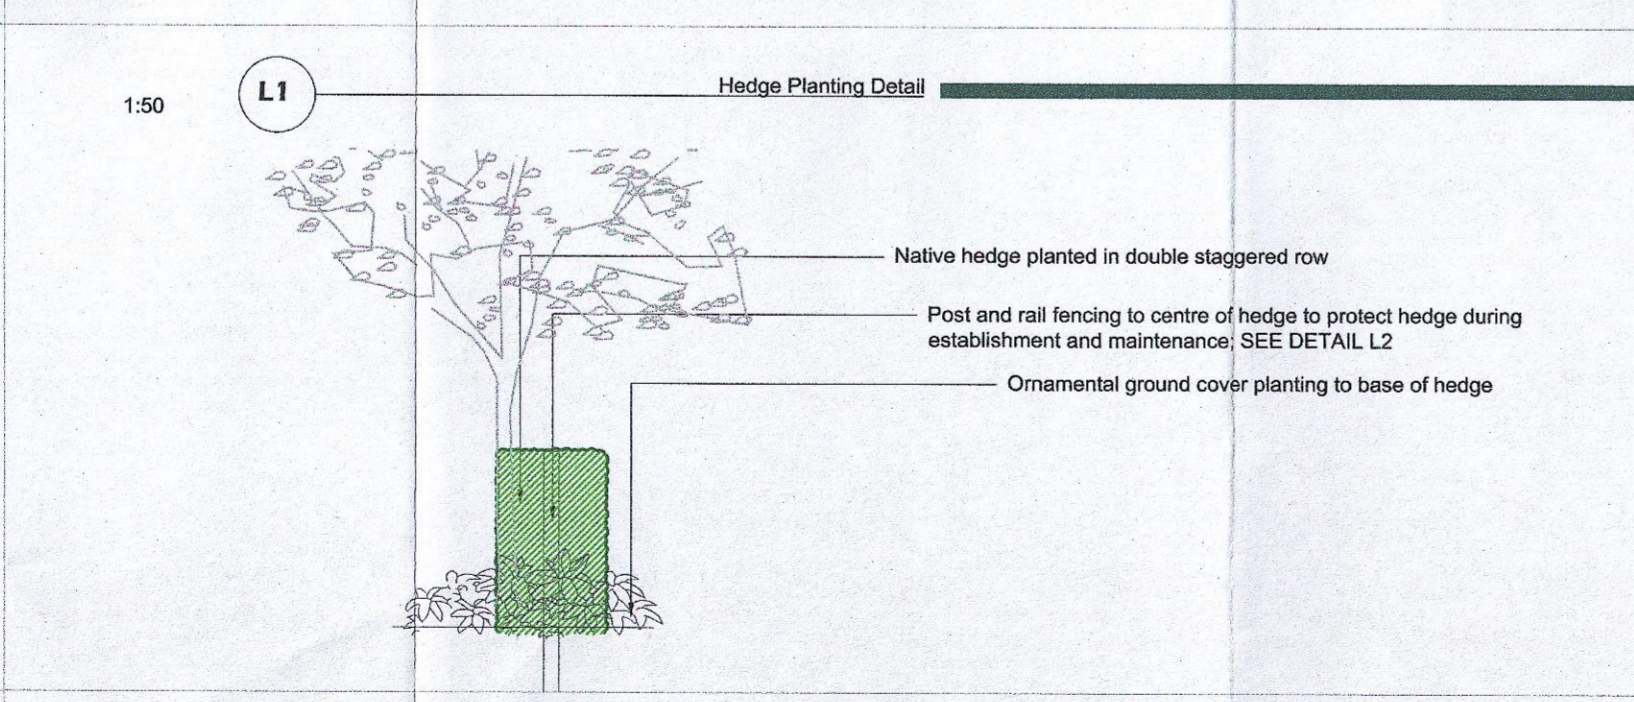 L1
Hedge Planting Detail
1:50
Native hedge planted in double staggered row
Post and rail fencing to centre of hedge to protect hedge during
establishment and maintenance; SEE DETAIL L2
Ornamental ground cover planting to base of hedge